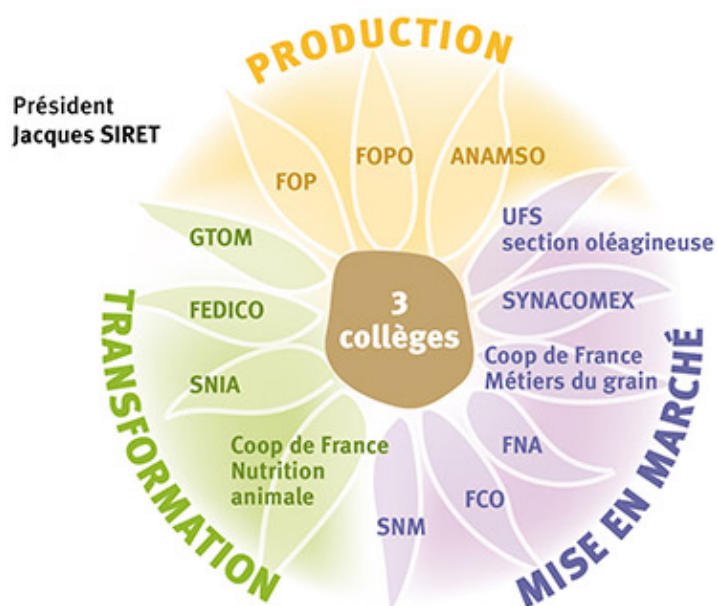 PRODUCTION
Président
Jacques SIRET
FOP
FOPO
ANAMSO
UFS
section oléagineuse
SYNACOMEX
Coop de France
Métiers du grain
FNA
FCO
SNM
MISE EN MARCHÉ
3
collèges
GTOM
FEDICO
SNIA
Coop de France
Nutrition
animale
TRANSFORMATION